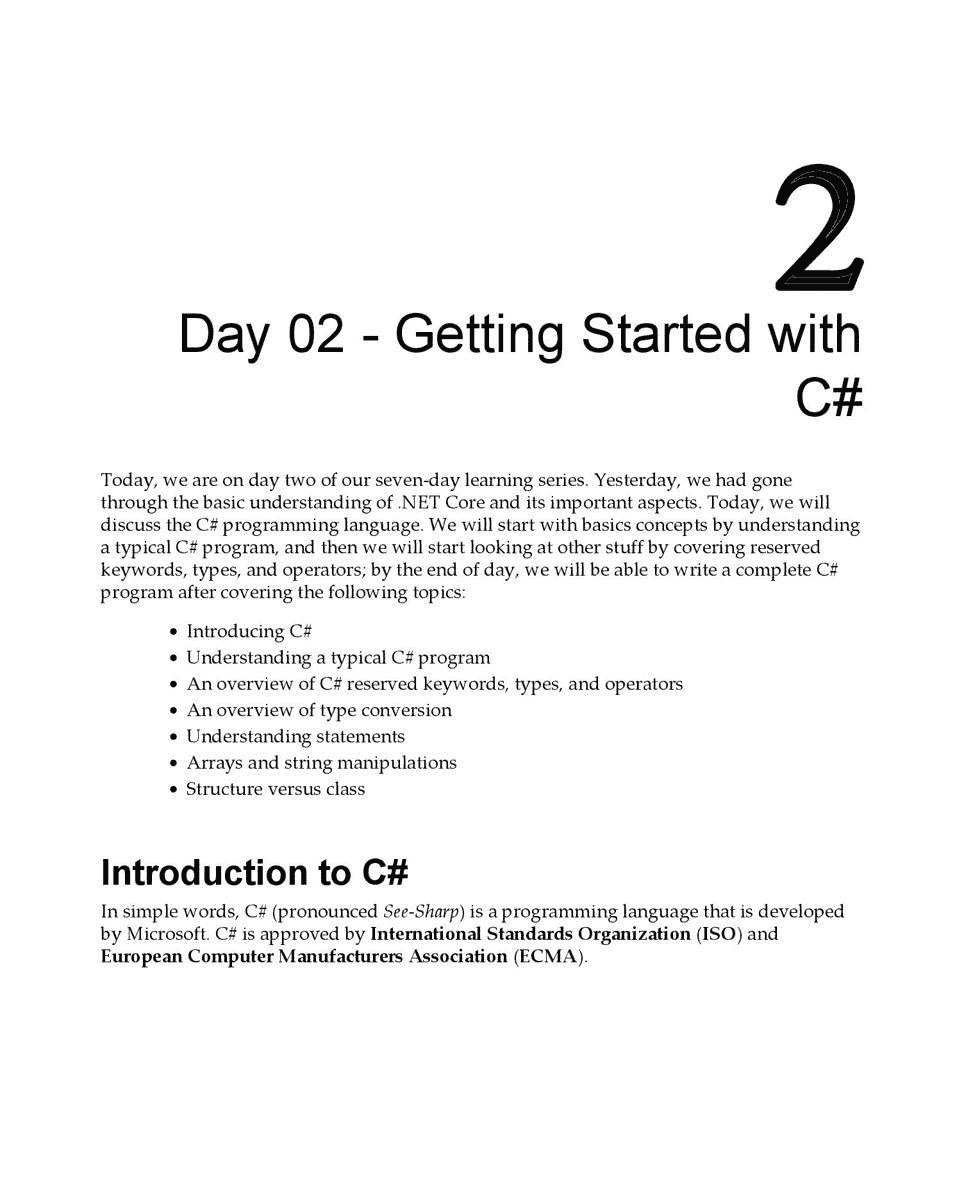 2
Day 02 - Getting Started with
C#
Today, we are on day two of our seven-day learning series. Yesterday, we had gone
through the basic understanding of .NET Core and its important aspects. Today, we will
discuss the C# programming language. We will start with basics concepts by understanding
a typical C# program, and then we will start looking at other stuff by covering reserved
keywords, types, and operators; by the end of day, we will be able to write a complete C#
program after covering the following topics:
• Introducing C#
• Understanding a typical C# program
• An overview of C# reserved keywords, types, and operators
• An overview of type conversion
• Understanding statements
• Arrays and string manipulations
• Structure versus class
Introduction to C#
In simple words, C# (pronounced See-Sharp) is a programming language that is developed
by Microsoft. C# is approved by International Standards Organization (ISO) and
European Computer Manufacturers Association (ECMA).